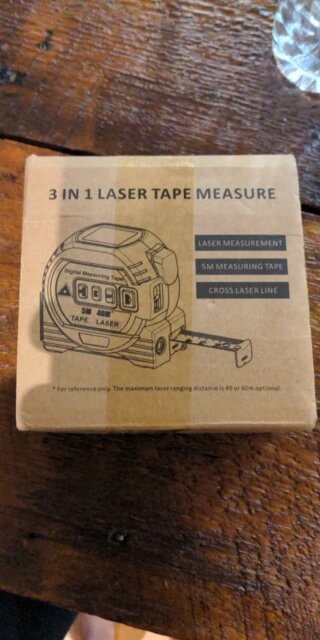 3 IN 1 LASER TAPE MEASURE
LASER MEASUREMENT
5M MEASURING TAPE
CROSS LASER LINE
Digital Measuring Tape
5M 40M
TAPE LASER
* For reference only. The maximum laser ranging distance is 40 or 60m optional.